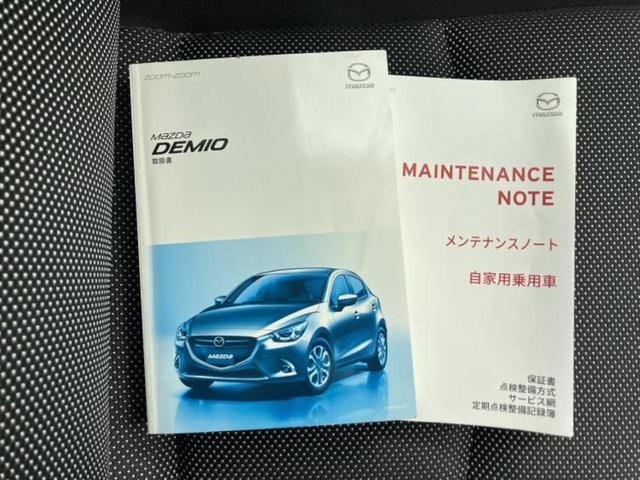 zoom-zoom
mazda
mazda
DEMIO
取扱書
mazda
mazda
MAINTENANCE
NOTE
メンテナンスノート
自家用乗用車
保証書
点検整備方式
サービス網
定期点検整備記録簿